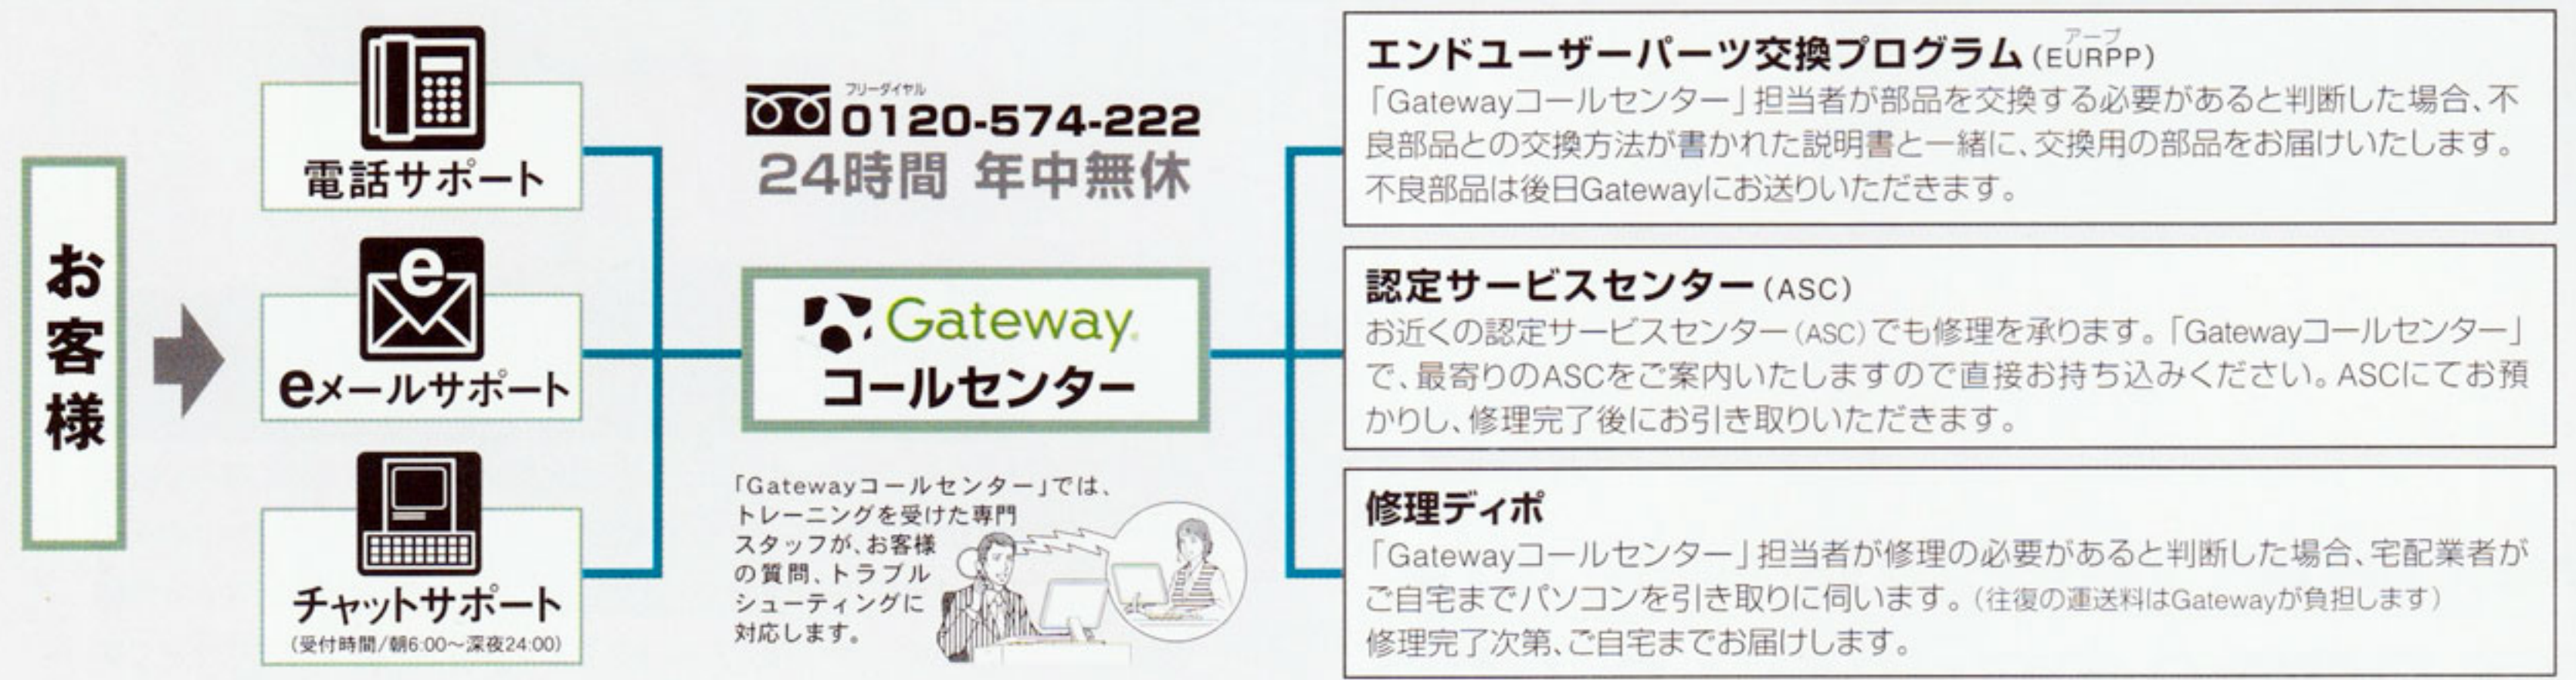 お客様
電話サポート
e
eメールサポート
チャットサポート
(受付時間/朝6:00〜深夜24:00)
フリーダイヤル
0120-574-222
24時間 年中無休
Gateway.
コールセンター
「Gatewayコールセンター」では、
トレーニングを受けた専門
スタッフが、お客様
の質問、トラブル
シューティングに
対応します。
アープ
エンドユーザーパーツ交換プログラム(EURPP)
「Gatewayコールセンター」担当者が部品を交換する必要があると判断した場合、不
良部品との交換方法が書かれた説明書と一緒に、交換用の部品をお届けいたします。
不良部品は後日Gatewayにお送りいただきます。
認定サービスセンター(ASC)
お近くの認定サービスセンター(ASC)でも修理を承ります。「Gatewayコールセンター」
で、最寄りのASCをご案内いたしますので直接お持ち込みください。ASCにてお預
かりし、修理完了後にお引き取りいただきます。
修理ディポ
「Gatewayコールセンター」担当者が修理の必要があると判断した場合、宅配業者が
ご自宅までパソコンを引き取りに伺います。(往復の運送料はGatewayが負担します)
修理完了次第、ご自宅までお届けします。